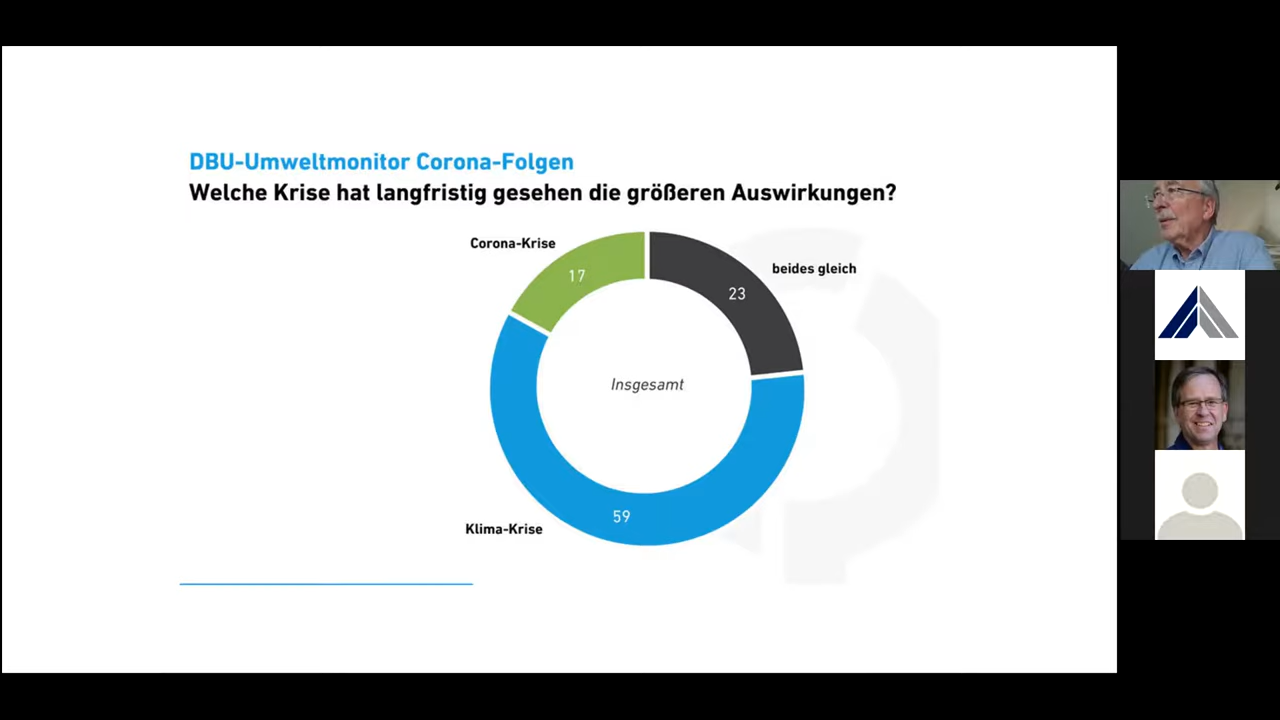 DBU-Umweltmonitor Corona-Folgen
Welche Krise hat langfristig gesehen die größeren Auswirkungen?
Corona-Krise
17
beides gleich
23
Insgesamt
59
Klima-Krise